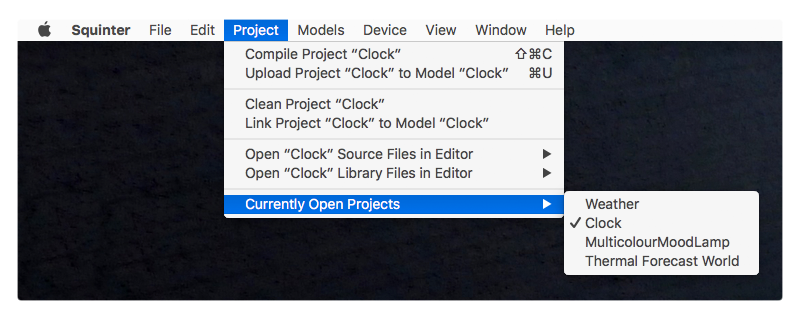 Squinter File Edit Project Models Device View Window Help
Compile Project “Clock” ⇧⌘C
Upload Project “Clock” to Model “Clock” ⌘U
Clean Project “Clock”
Link Project “Clock” to Model “Clock”
Open “Clock” Source Files in Editor ▶
Open “Clock” Library Files in Editor ▶
Currently Open Projects ▶
Weather
✓ Clock
MulticolourMoodLamp
Thermal Forecast World